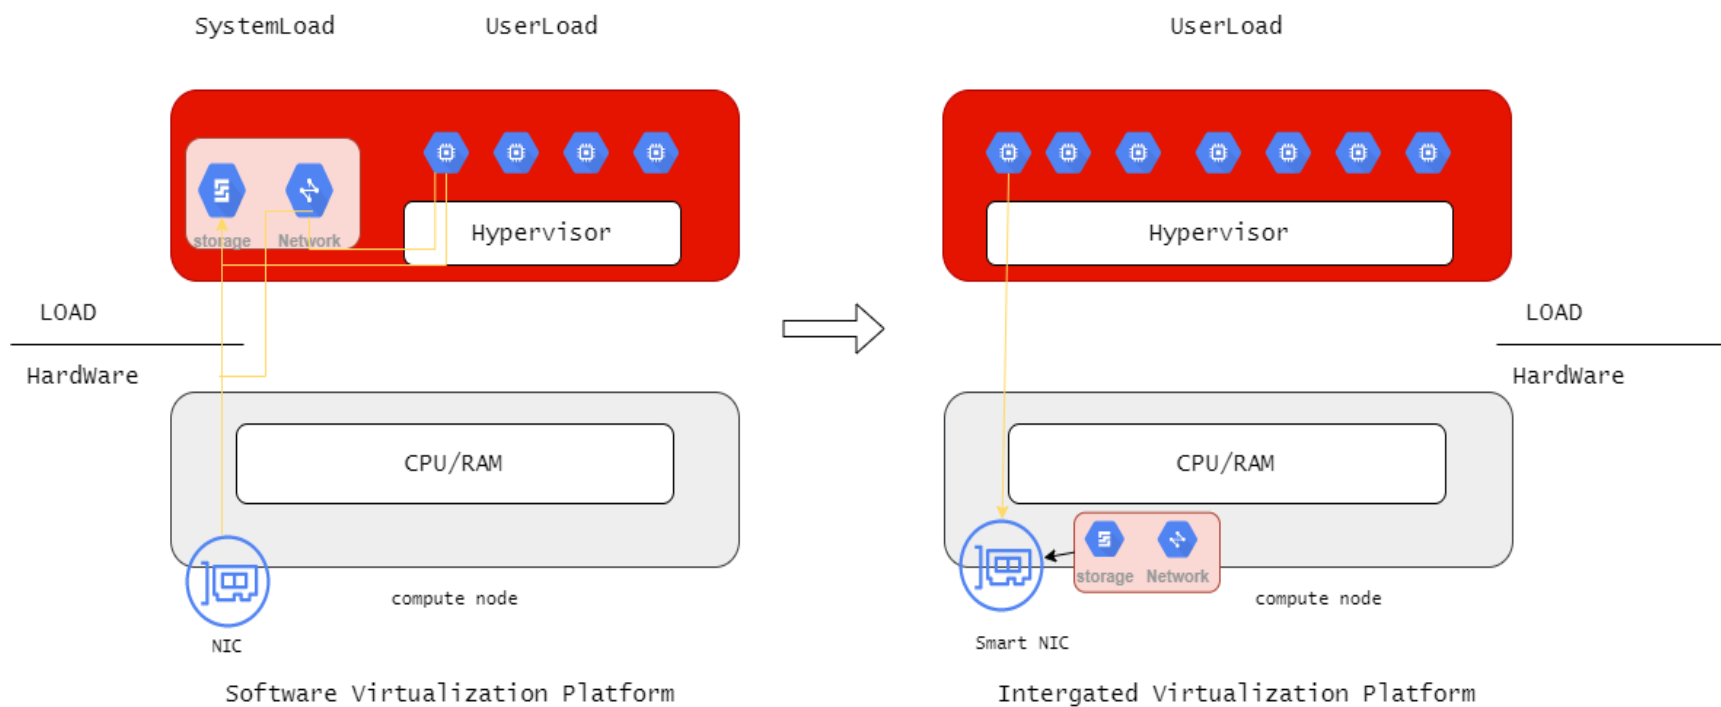 SystemLoad
UserLoad
UserLoad
storage
Network
Hypervisor
Hypervisor
LOAD
HardWare
LOAD
HardWare
CPU/RAM
CPU/RAM
storage
Network
compute node
compute node
NIC
Smart NIC
Software Virtualization Platform
Intergated Virtualization Platform